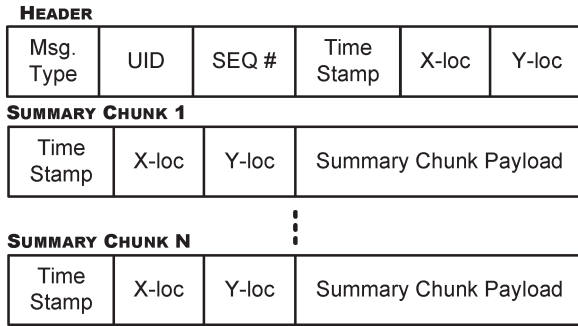 HEADER
Msg. Type UID SEQ # Time Stamp X-loc Y-loc
SUMMARY CHUNK 1
Time Stamp X-loc Y-loc Summary Chunk Payload
SUMMARY CHUNK N
Time Stamp X-loc Y-loc Summary Chunk Payload